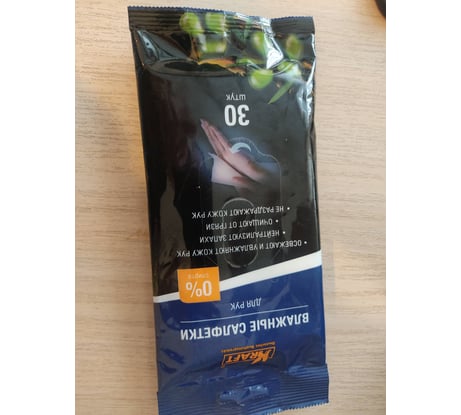 KRAFT
ВЛАЖНЫЕ САЛФЕТКИ
ДЛЯ РУК
0%
спирта
• ОСВЕЖАЮТ И УВЛАЖНЯЮТ КОЖУ РУК
• НЕЙТРАЛИЗУЮТ ЗАПАХИ
• ОЧИЩАЮТ ОТ ГРЯЗИ
• НЕ РАЗДРАЖАЮТ КОЖУ РУК
30
ШТУК